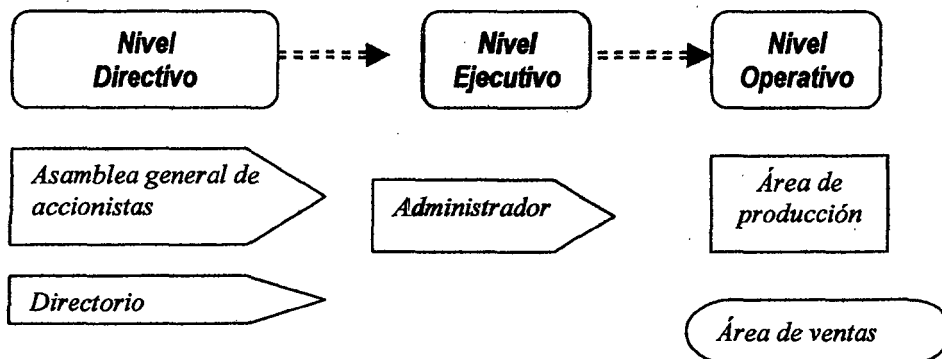 Nivel
Directivo
Nivel
Ejecutivo
Nivel
Operativo
Asamblea general de
accionistas
Administrador
Área de
producción
Directorio
Área de ventas